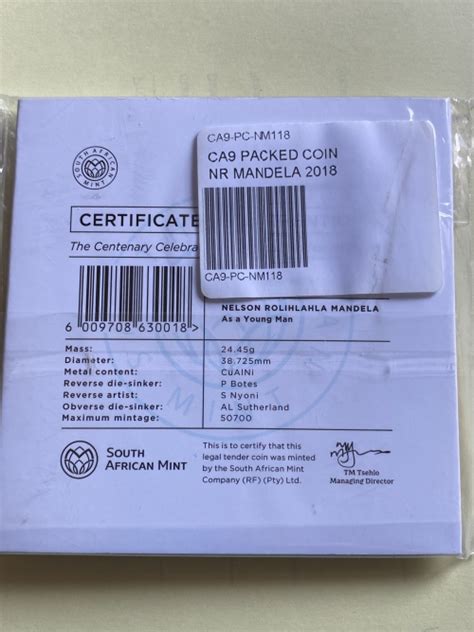 SOUTH AFRICAN MINT
CA9-PC-NM118
CA9 PACKED COIN
NR MANDELA 2018
CA9-PC-NM118
CERTIFICATE
The Centenary Celebra
6 009708 630018 >
NELSON ROLIHLAHLA MANDELA
As a Young Man
Mass: 24.45g
Diameter: 38.725mm
Metal content: CuAlNi
Reverse die-sinker: P Botes
Reverse artist: S Nyoni
Obverse die-sinker: AL Sutherland
Maximum mintage: 50700
SOUTH
AFRICAN MINT
This is to certify that this
legal tender coin was minted
by the South African Mint
Company (RF) (Pty) Ltd.
TM Tsehlo
Managing Director